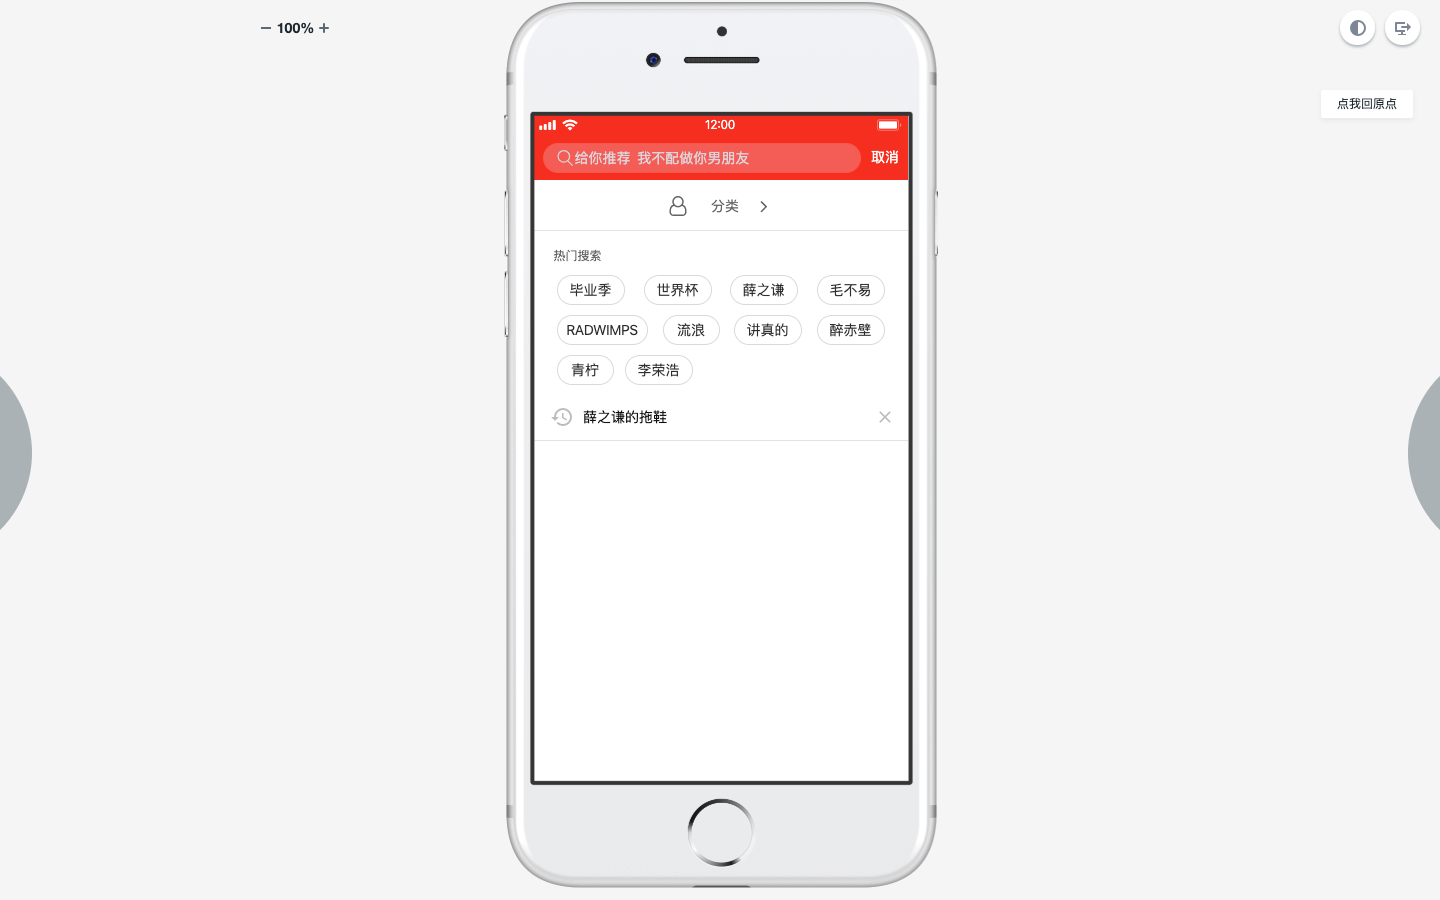 100%
点我回原点
12:00
给你推荐 我不配做你男朋友
取消
分类
热门搜索
毕业季 世界杯 薛之谦 毛不易
RADWIMPS 流浪 讲真的 醉赤壁
青柠 李荣浩
薛之谦的拖鞋